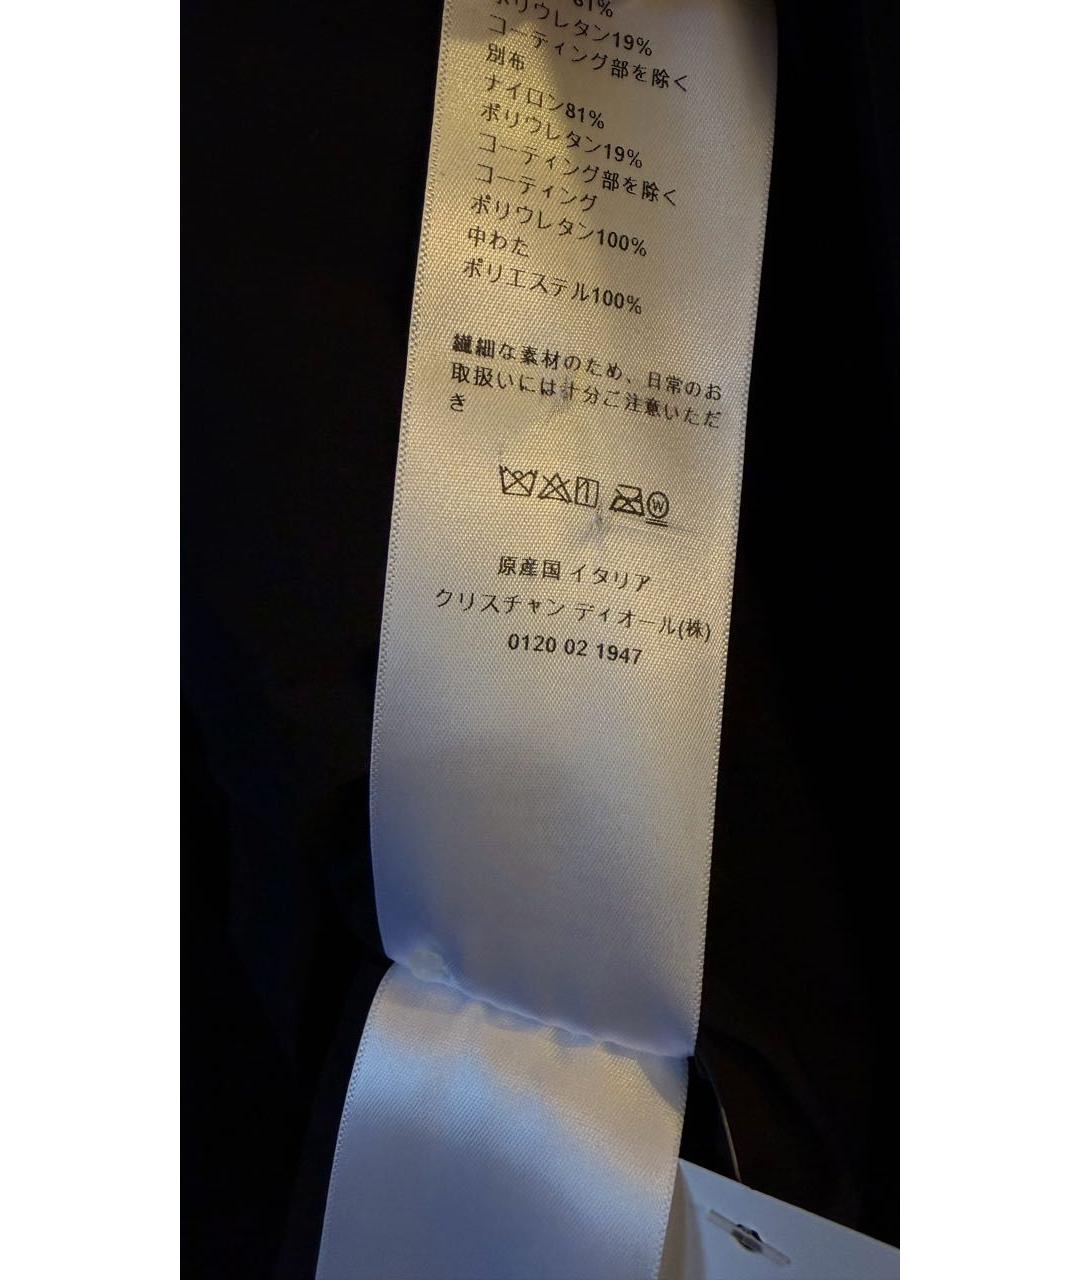 81%
ポリウレタン19%
コーティング部を除く
別布
ナイロン81%
ポリウレタン19%
コーティング部を除く
コーティング
ポリウレタン100%
中わた
ポリエステル100%
繊細な素材のため、日常のお
取扱いには十分ご注意いただ
き
W
原産国 イタリア
クリスチャン ディオール(株)
0120 02 1947